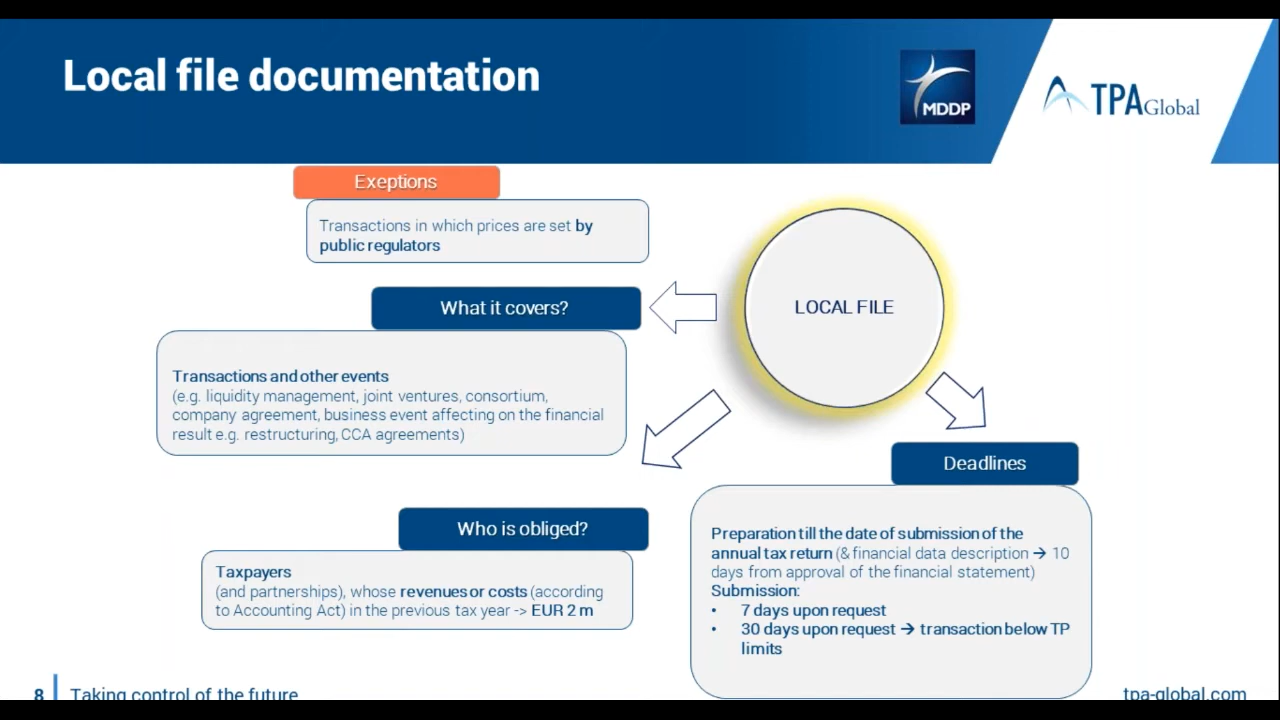 Local file documentation
MDDP
TPA Global
Exeptions
Transactions in which prices are set by
public regulators
What it covers?
LOCAL FILE
Transactions and other events
(e.g. liquidity management, joint ventures, consortium,
company agreement, business event affecting on the financial
result e.g. restructuring, CCA agreements)
Who is obliged?
Taxpayers
(and partnerships), whose revenues or costs (according
to Accounting Act) in the previous tax year -> EUR 2 m
Deadlines
Preparation till the date of submission of the
annual tax return (& financial data description → 10
days from approval of the financial statement)
Submission:
• 7 days upon request
• 30 days upon request → transaction below TP
limits
8 Taking control of the future
tpa-global.com